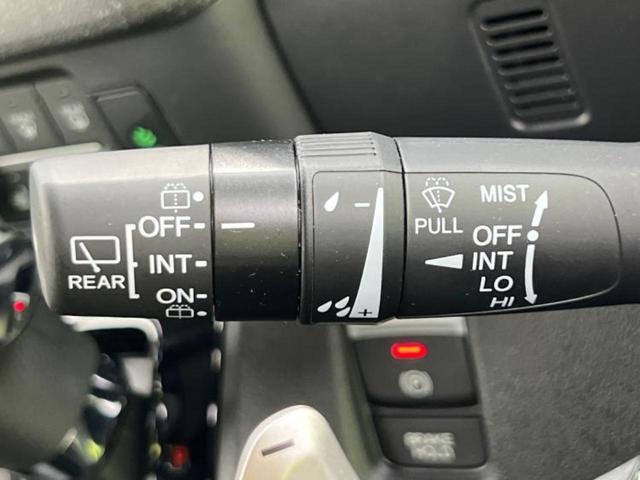 OFF
INT
ON
REAR
-
+
PULL
MIST
OFF
INT
LO
HI
BRAKE
HOLD